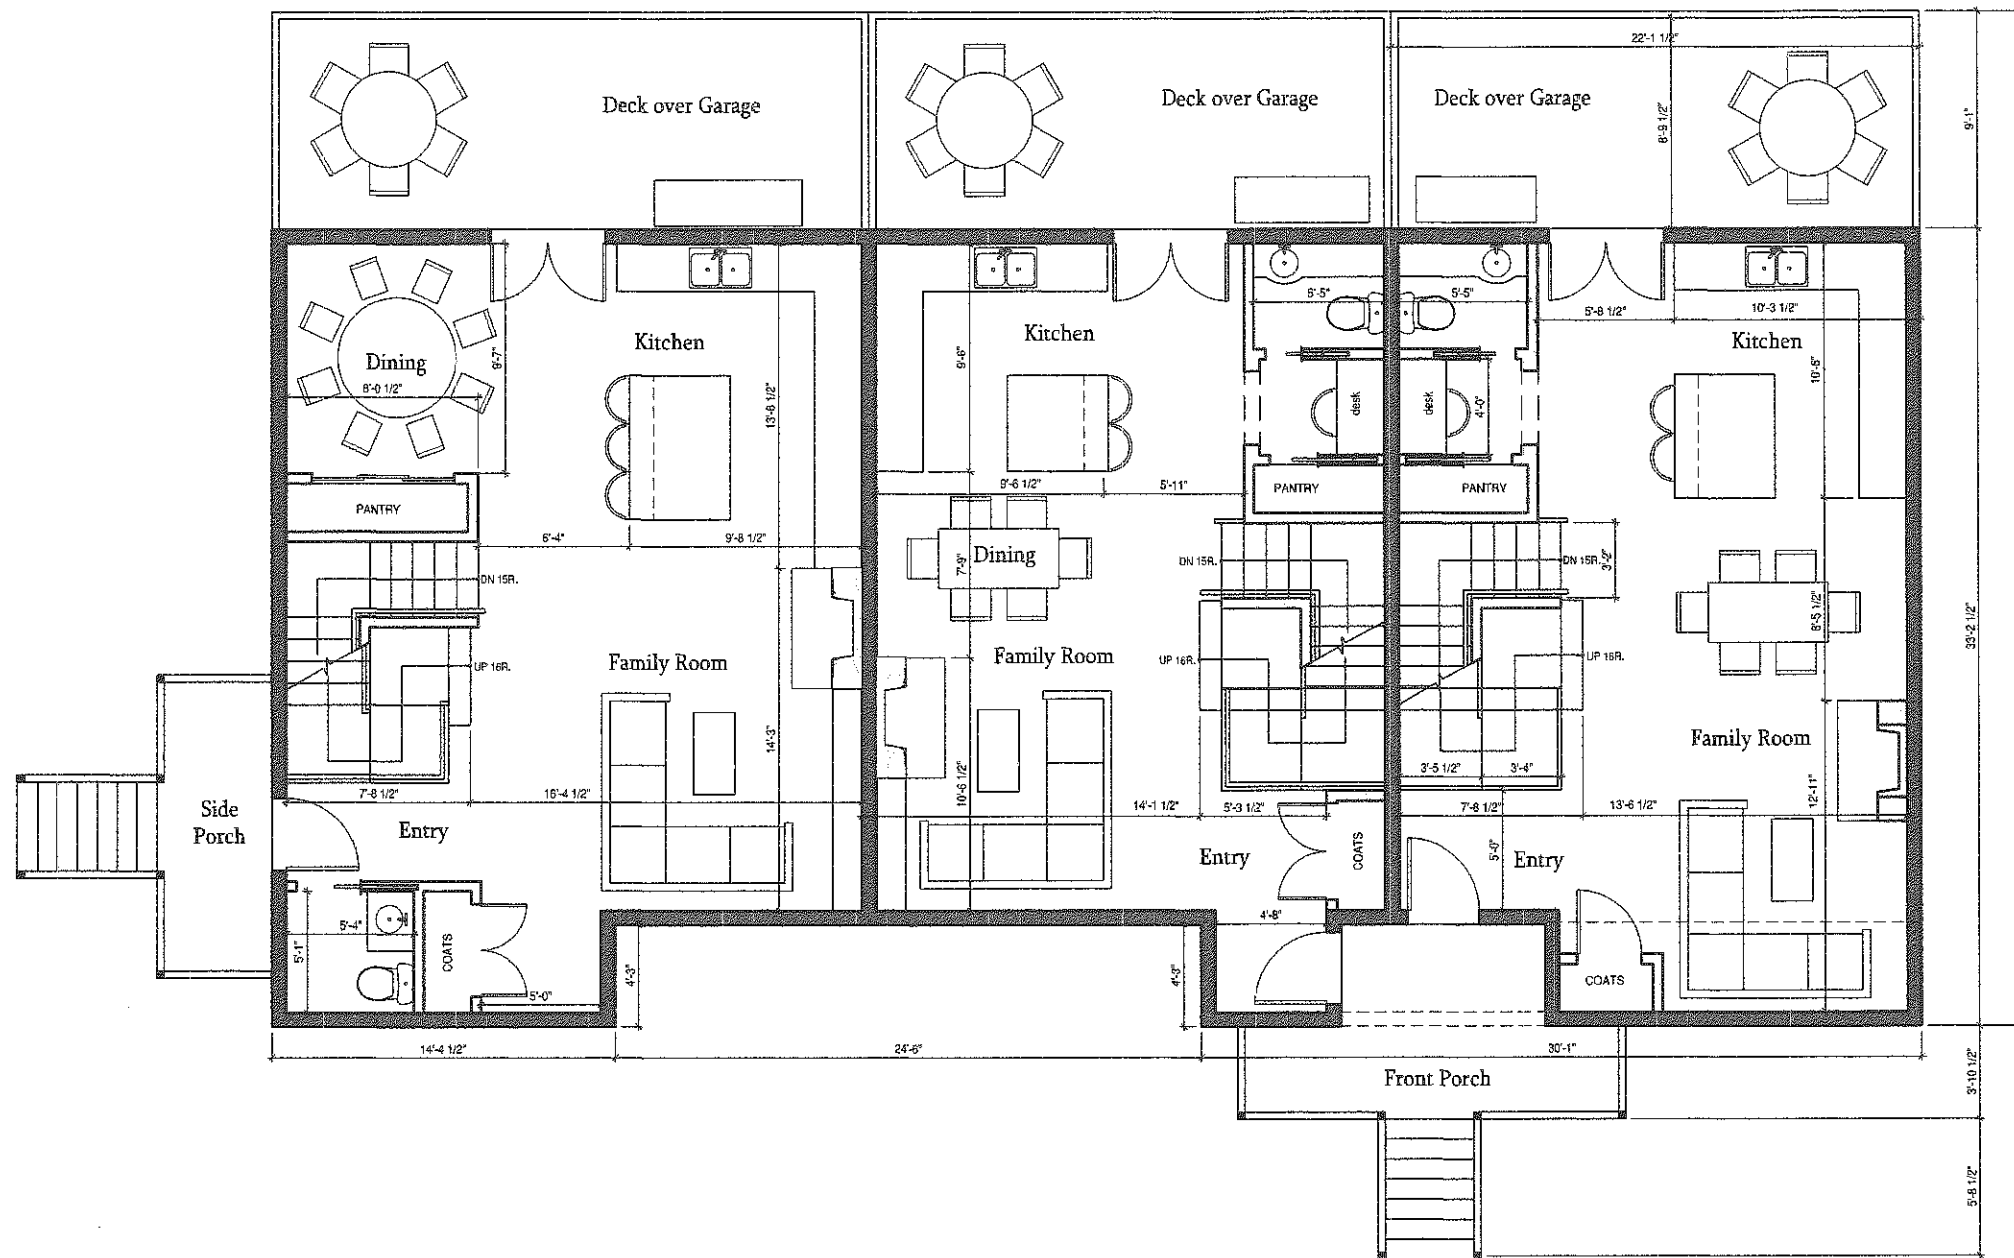 22'-1 1/2"
Deck over Garage
Deck over Garage
Deck over Garage
8'-9 1/2"
9'-1"
6'-5"
5'-5"
5'-8 1/2"
10'-3 1/2"
Kitchen
Kitchen
Kitchen
Dining
8'-0 1/2"
9'-7"
13'-8 1/2"
9'-6"
10'-5"
desk
desk
4'-0"
PANTRY
9'-6 1/2"
5'-11"
PANTRY
PANTRY
6'-4"
9'-8 1/2"
Dining
7'-9"
DN 15R.
DN 15R.
DN 15R.
3'-2"
8'-5 1/2"
33'-2 1/2"
UP 16R.
Family Room
Family Room
UP 16R.
UP 16R.
Family Room
14'-3"
10'-6 1/2"
3'-5 1/2"
3'-4"
12'-11"
7'-8 1/2"
16'-4 1/2"
14'-1 1/2"
5'-3 1/2"
7'-8 1/2"
13'-6 1/2"
Side
Porch
Entry
Entry
COATS
5'-0"
Entry
5'-4"
5'-1"
COATS
5'-0"
4'-3"
4'-3"
4'-8"
COATS
14'-4 1/2"
24'-6"
30'-1"
Front Porch
3'-10 1/2"
5'-8 1/2"